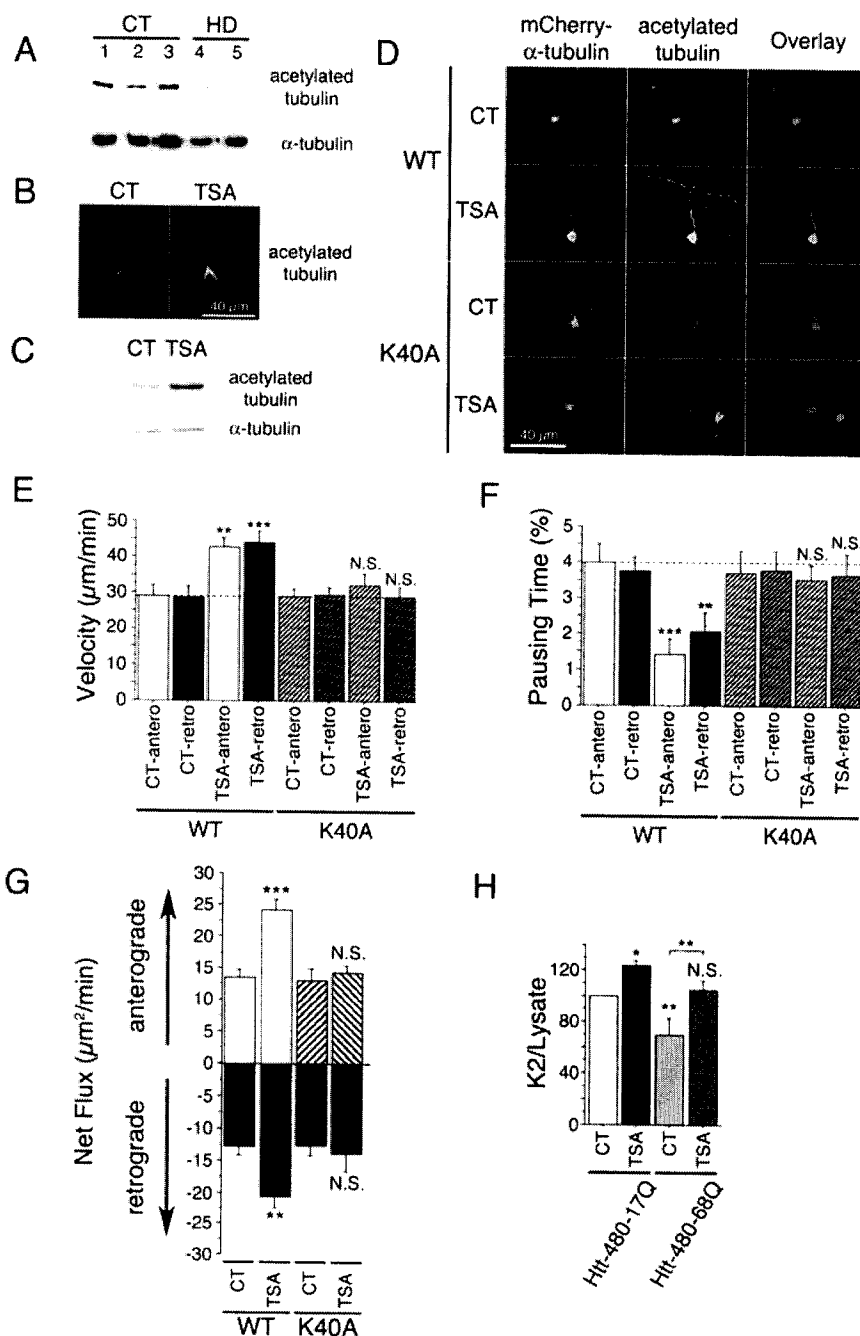 A
CT HD
1 2 3 4 5
acetylated
tubulin
α-tubulin
B
CT TSA
acetylated
tubulin
40 µm
C
CT TSA
acetylated
tubulin
α-tubulin
D
mCherry-
α-tubulin
acetylated
tubulin
Overlay
WT
CT
TSA
K40A
CT
TSA
40 µm
E
Velocity (µm/min)
50
40
30
20
10
0
** *** N.S. N.S.
CT-antero
CT-retro
TSA-antero
TSA-retro
CT-antero
CT-retro
TSA-antero
TSA-retro
WT K40A
F
Pausing Time (%)
5
4
3
2
1
0
*** ** N.S. N.S.
CT-antero
CT-retro
TSA-antero
TSA-retro
CT-antero
CT-retro
TSA-antero
TSA-retro
WT K40A
G
Net Flux (µm²/min)
anterograde
retrograde
30
25
20
15
10
5
0
-5
-10
-15
-20
-25
-30
*** N.S.
** N.S.
CT TSA CT TSA
WT K40A
H
K2/Lysate
120
80
40
0
* ** ** N.S.
CT TSA CT TSA
Htt-480-17Q
Htt-480-68Q